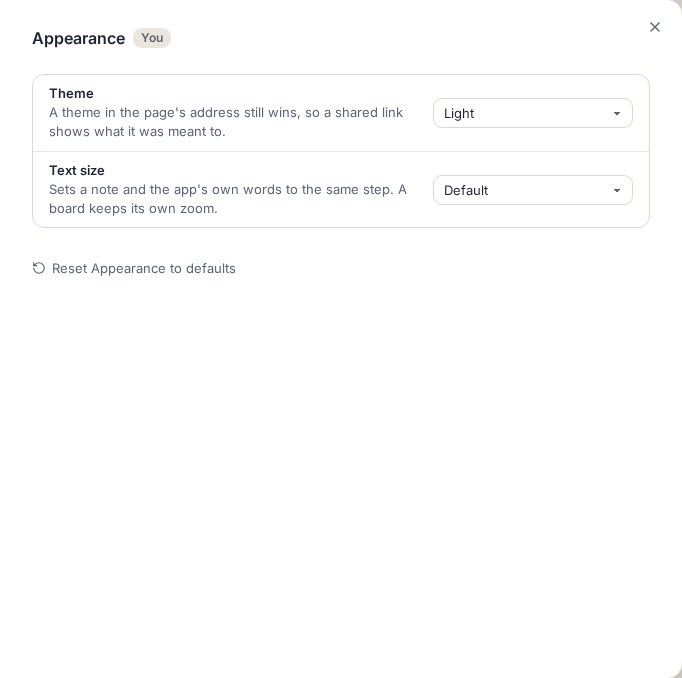 Appearance You
Theme
A theme in the page's address still wins, so a shared link
shows what it was meant to.
Light
Text size
Sets a note and the app's own words to the same step. A
board keeps its own zoom.
Default
Reset Appearance to defaults